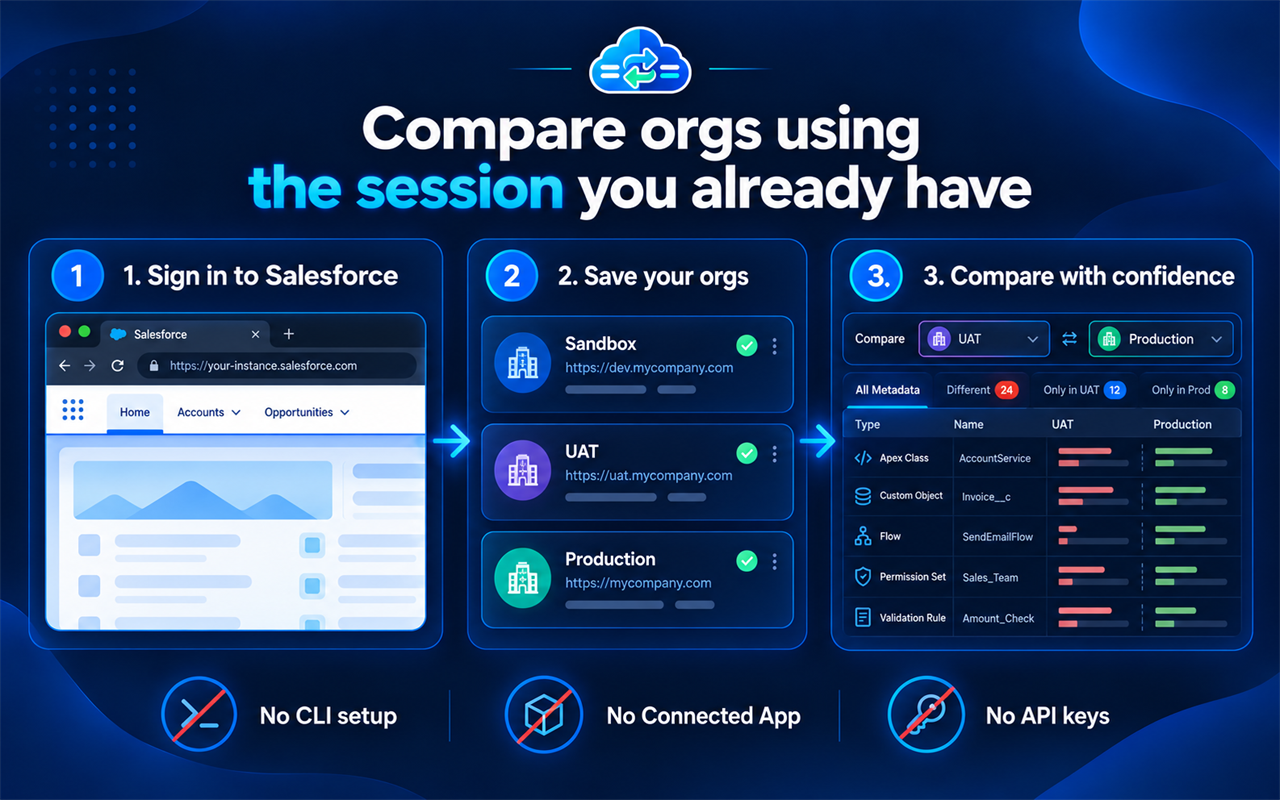 Compare orgs using
the session you already have
1
1. Sign in to Salesforce
Salesforce
https://your-instance.salesforce.com
Home
Accounts
Opportunities
2
2. Save your orgs
Sandbox
https://dev.mycompany.com
UAT
https://uat.mycompany.com
Production
https://mycompany.com
3.
3. Compare with confidence
Compare UAT Production
All Metadata Different 24 Only in UAT 12 Only in Prod 8
Type Name UAT Production
Apex Class AccountService
Custom Object Invoice__c
Flow SendEmailFlow
Permission Set Sales_Team
Validation Rule Amount_Check
No CLI setup
No Connected App
No API keys